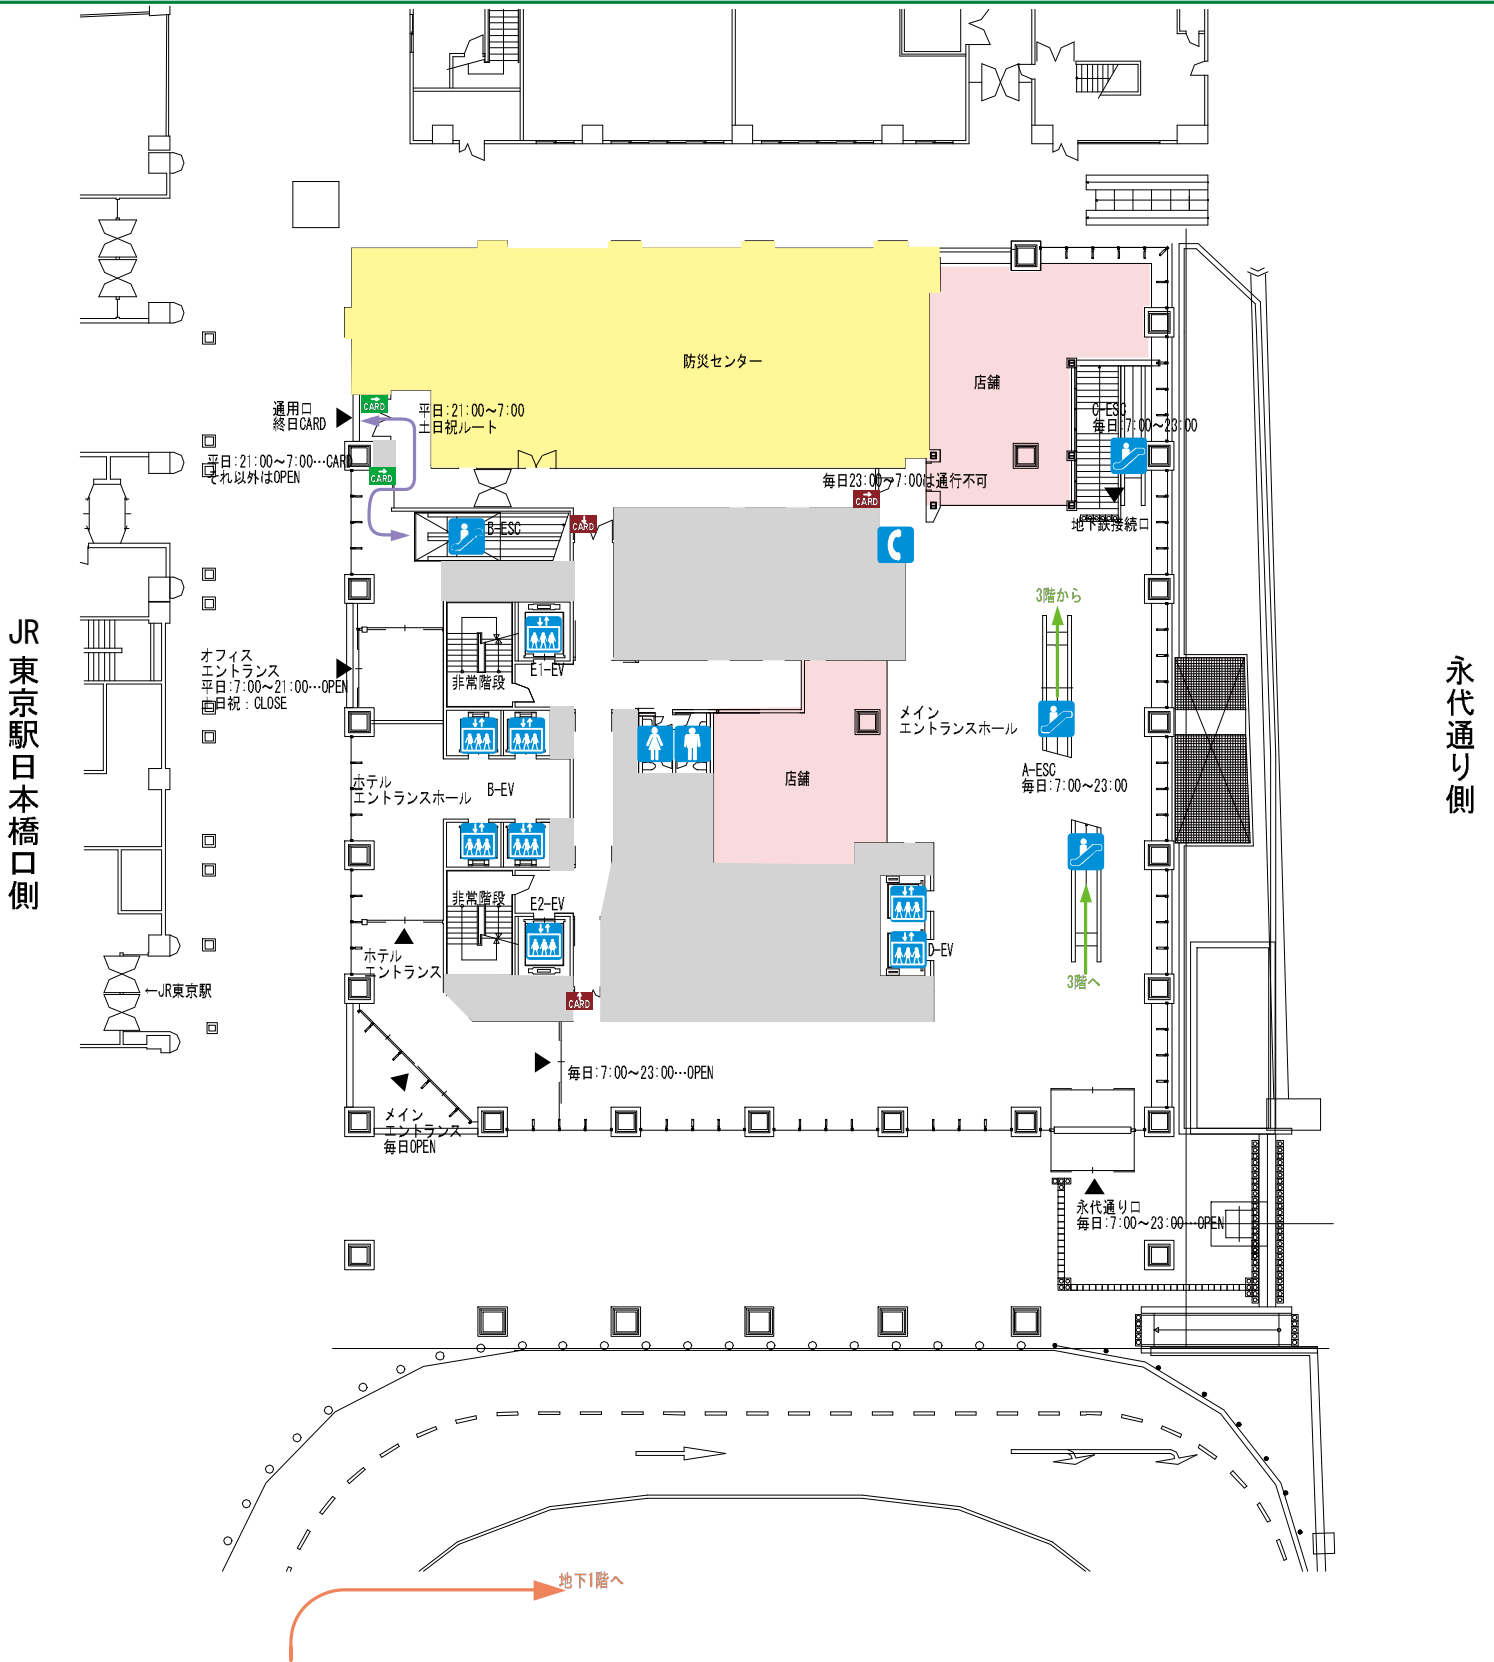 防災センター
店舗
通用口
終日CARD
CARD
平日:21:00～7:00
土日祝ルート
C-ESC
毎日:7:00～23:00
平日:21:00～7:00…CARD
それ以外はOPEN
CARD
毎日23:00～7:00は通行不可
CARD
B-ESC
CARD
地下鉄接続口
3階から
JR東京駅日本橋口側
永代通り側
オフィス
エントランス
平日:7:00～21:00…OPEN
土日祝:CLOSE
E1-EV
非常階段
メイン
エントランスホール
店舗
A-ESC
毎日:7:00～23:00
ホテル
エントランスホール
B-EV
非常階段
E2-EV
D-EV
ホテル
エントランス
3階へ
←JR東京駅
CARD
毎日:7:00～23:00…OPEN
メイン
エントランス
毎日OPEN
永代通り口
毎日:7:00～23:00…OPEN
地下1階へ